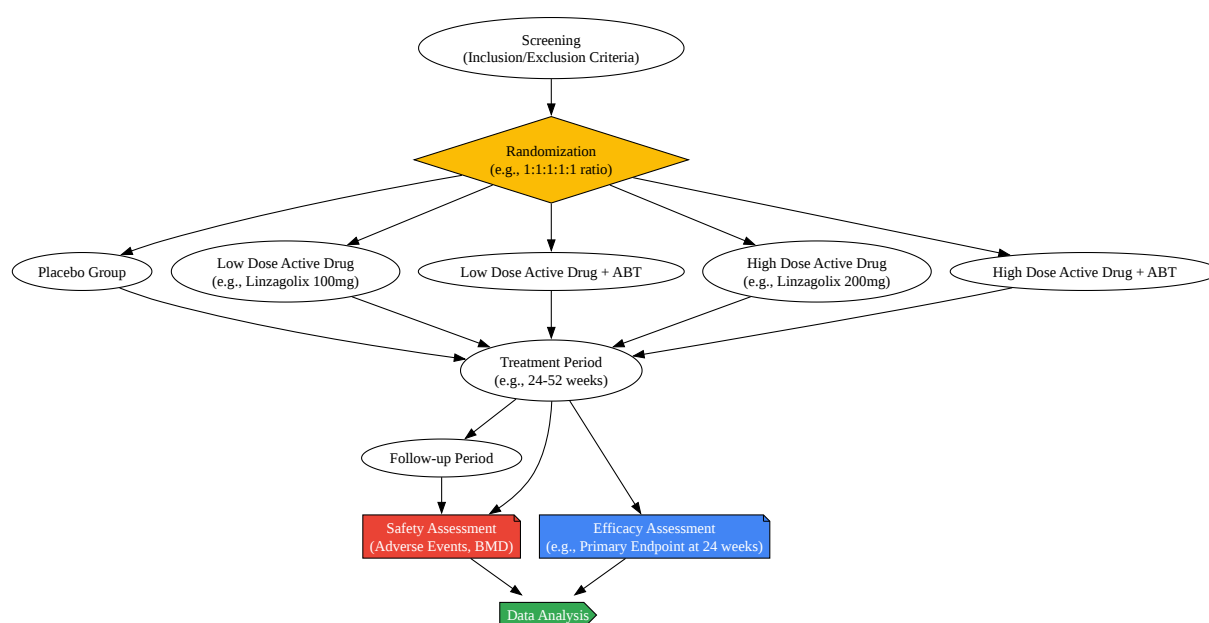 Screening
(Inclusion/Exclusion Criteria)
Randomization
(e.g., 1:1:1:1:1 ratio)
Placebo Group
Low Dose Active Drug
(e.g., Linzagolix 100mg)
Low Dose Active Drug + ABT
High Dose Active Drug
(e.g., Linzagolix 200mg)
High Dose Active Drug + ABT
Treatment Period
(e.g., 24-52 weeks)
Follow-up Period
Safety Assessment
(Adverse Events, BMD)
Efficacy Assessment
(e.g., Primary Endpoint at 24 weeks)
Data Analysis